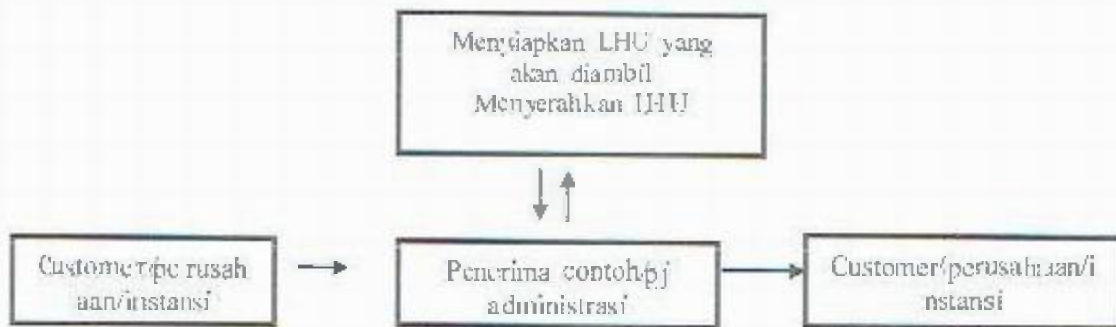 Menyiapkan LHU yang
akan diambil
Menyerahkan LHU
Customer/perusah
aan/instansi
Penerima contoh/pj
administrasi
Customer/perusahaan/i
nstansi